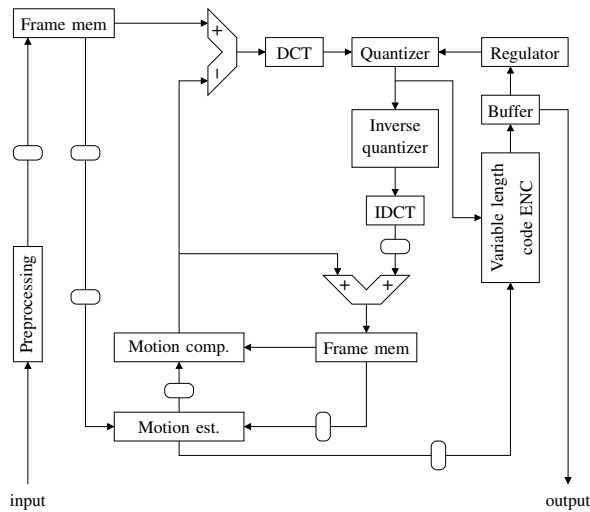 Frame mem
+
-
DCT
Quantizer
Regulator
Buffer
Inverse
quantizer
IDCT
Variable length
code ENC
Preprocessing
+ +
Motion comp.
Frame mem
Motion est.
input
output